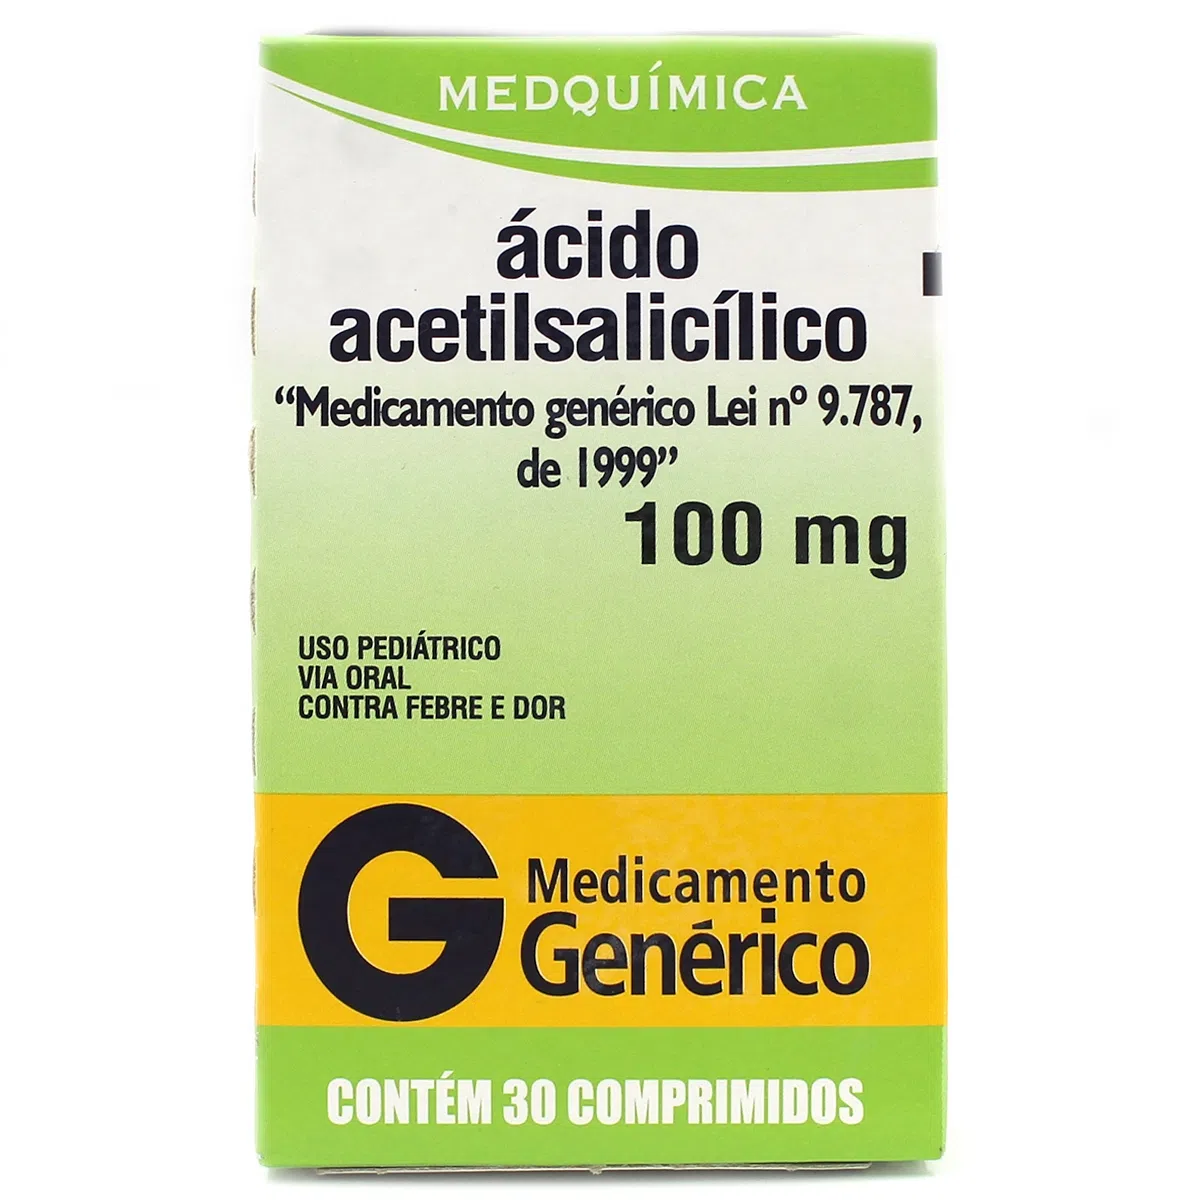 MEDQUÍMICA
ácido
acetilsalicílico
“Medicamento genérico Lei nº 9.787,
de 1999”
100 mg
USO PEDIÁTRICO
VIA ORAL
CONTRA FEBRE E DOR
G
Medicamento
Genérico
CONTÉM 30 COMPRIMIDOS